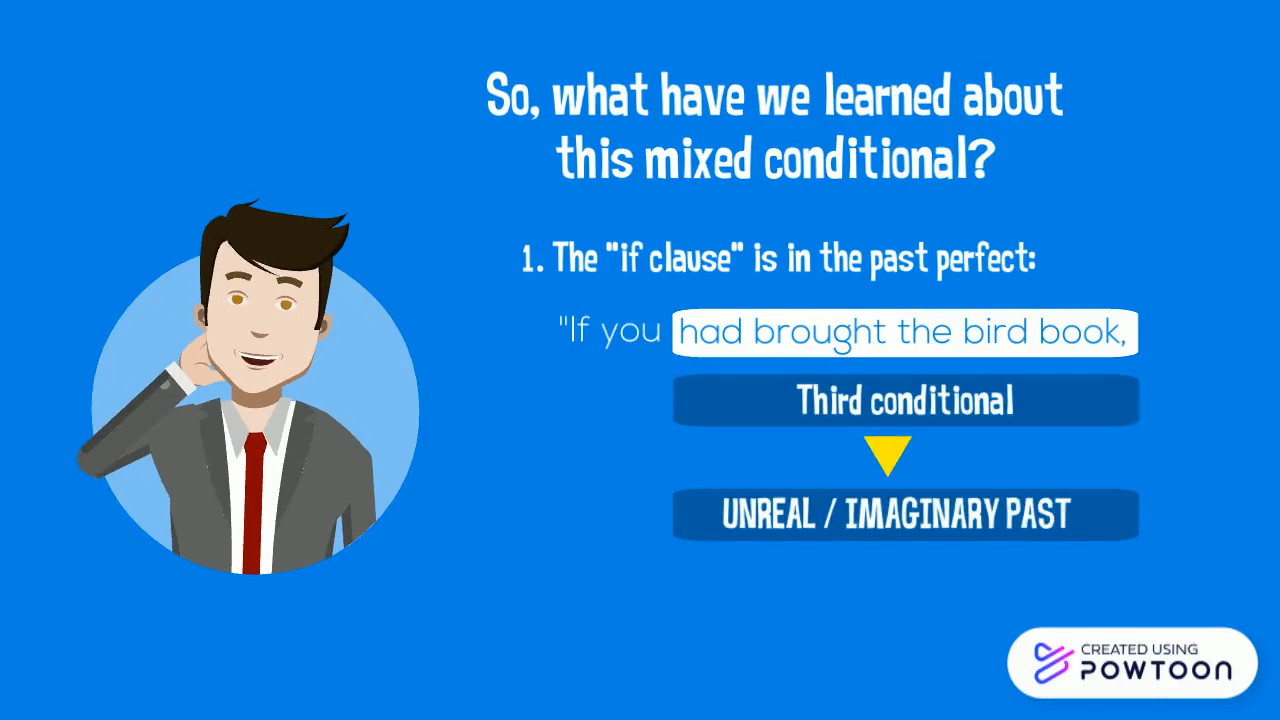 So, what have we learned about
this mixed conditional?
1. The "if clause" is in the past perfect:
"If you had brought the bird book,
Third conditional
UNREAL / IMAGINARY PAST
CREATED USING
POWTOON